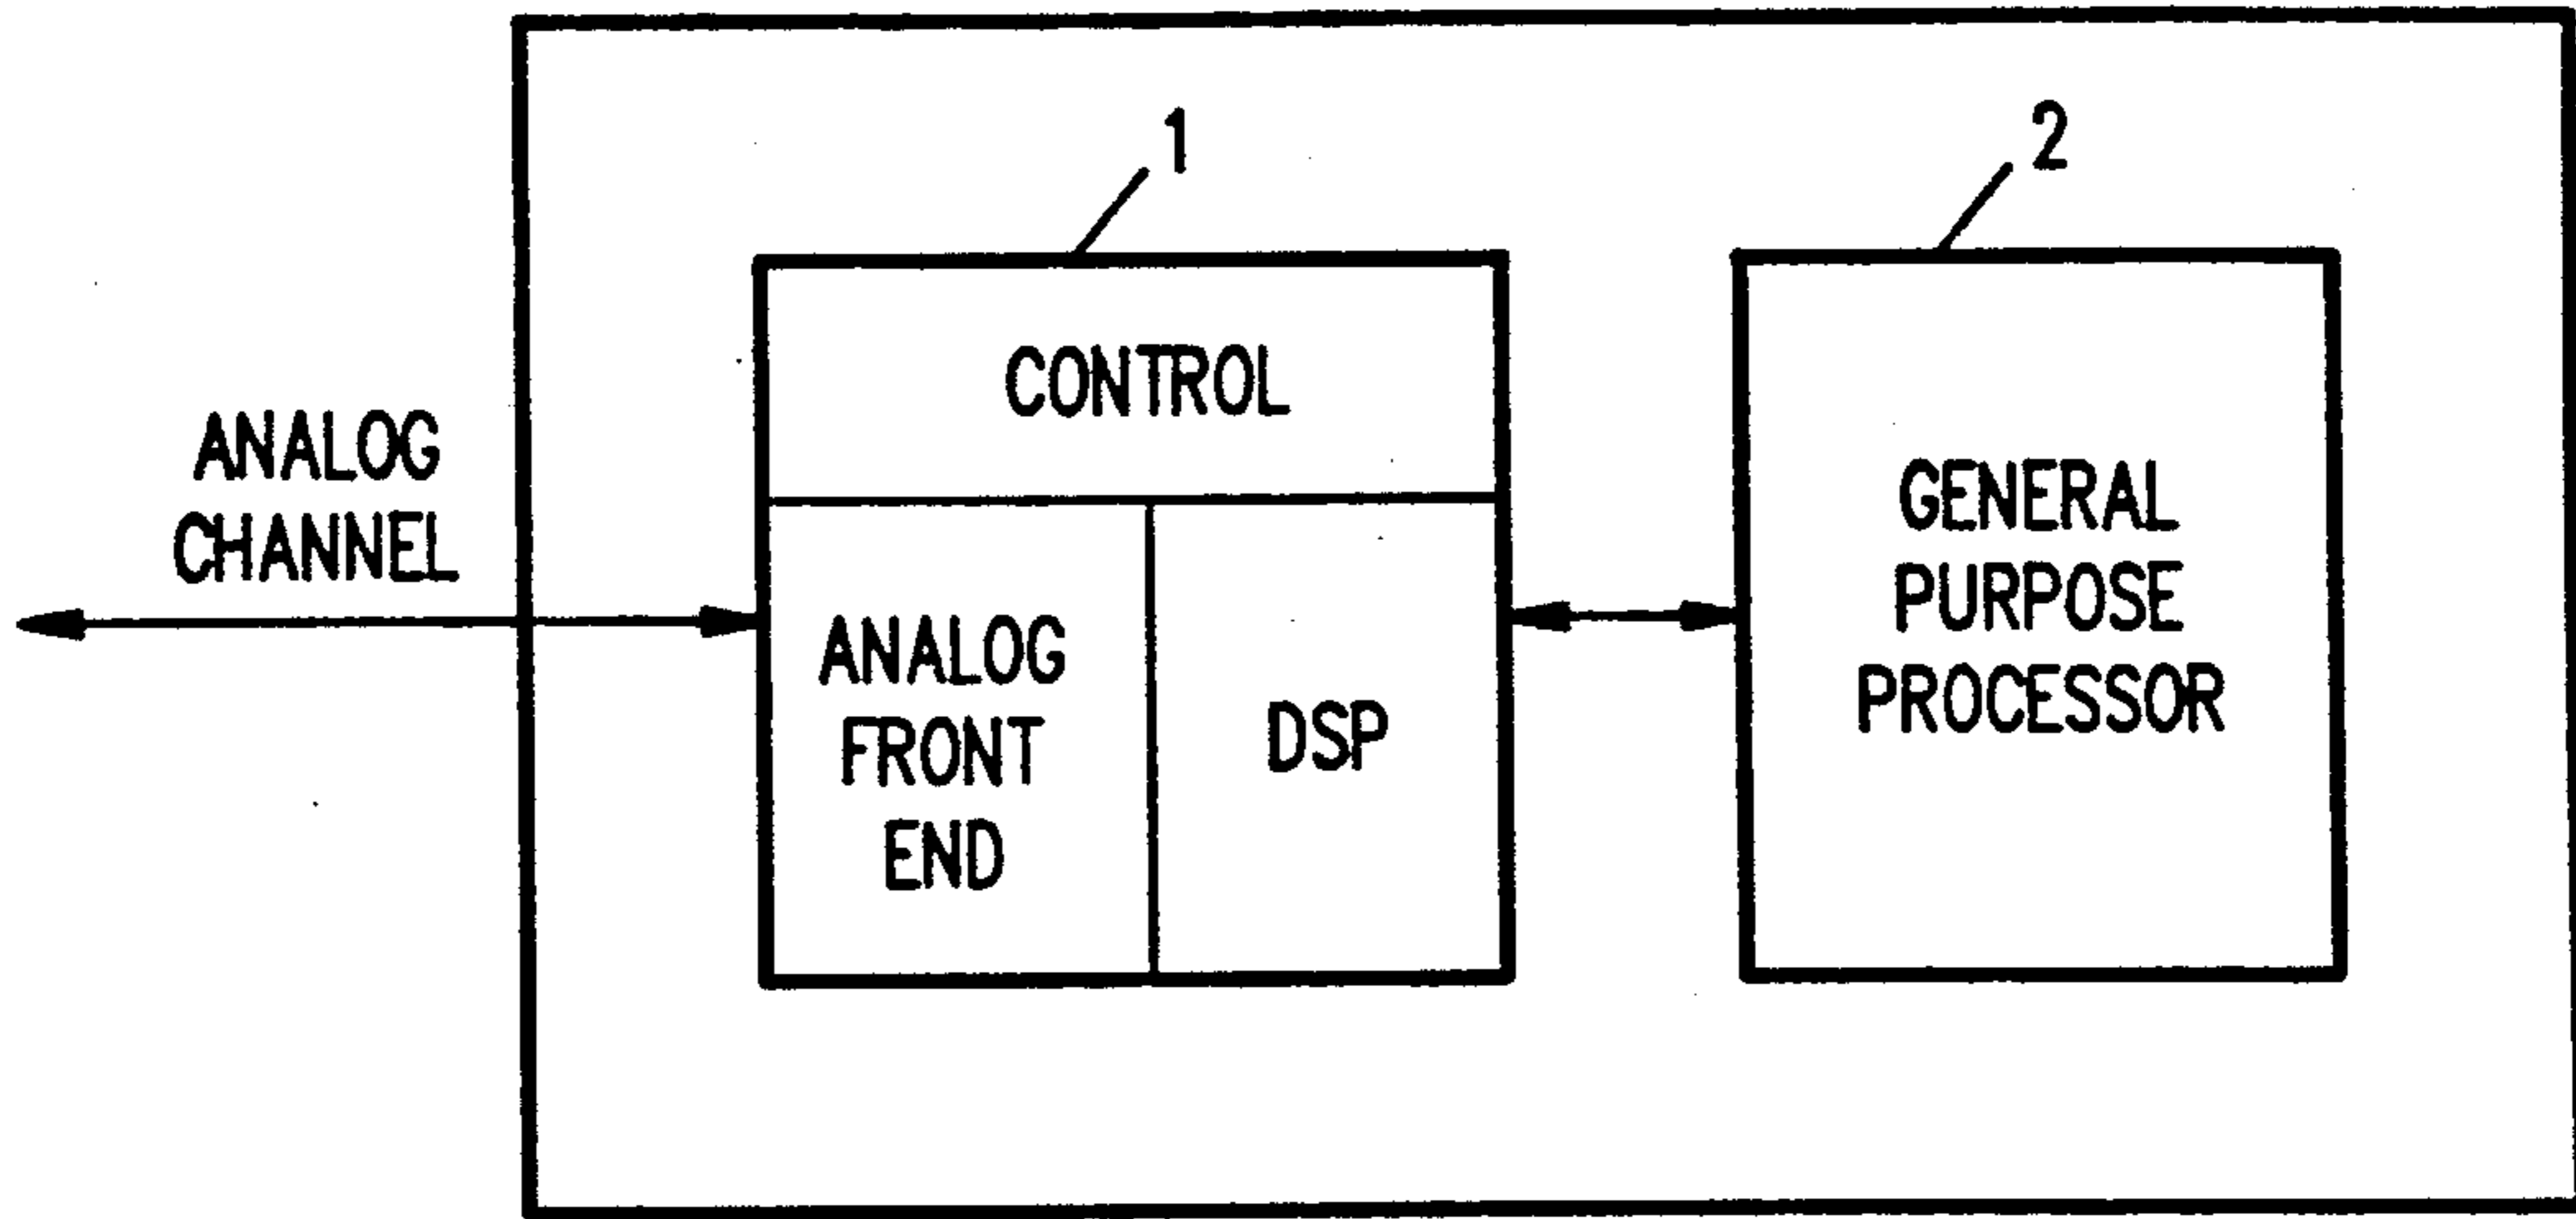 1
2
CONTROL
ANALOG
CHANNEL
ANALOG
FRONT
END
DSP
GENERAL
PURPOSE
PROCESSOR